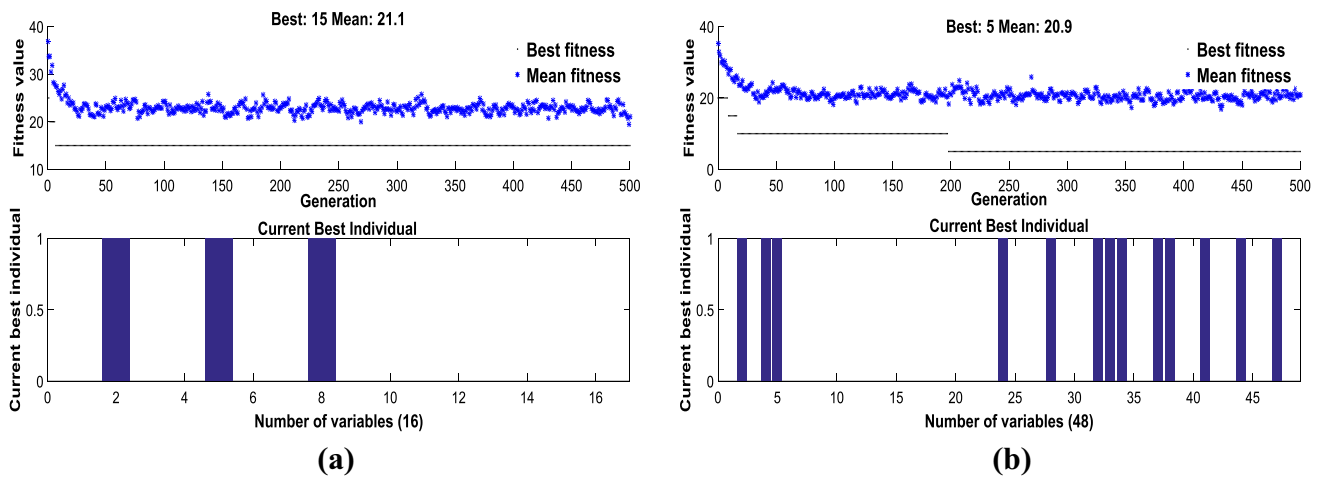 Best: 15 Mean: 21.1
Fitness value
40
30
20
10
Best fitness
Mean fitness
0 50 100 150 200 250 300 350 400 450 500
Generation
Current Best Individual
Current best individual
1
0.5
0
0 2 4 6 8 10 12 14 16
Number of variables (16)
(a)
Best: 5 Mean: 20.9
Fitness value
40
20
0
Best fitness
Mean fitness
0 50 100 150 200 250 300 350 400 450 500
Generation
Current Best Individual
Current best individual
1
0.5
0
0 5 10 15 20 25 30 35 40 45
Number of variables (48)
(b)